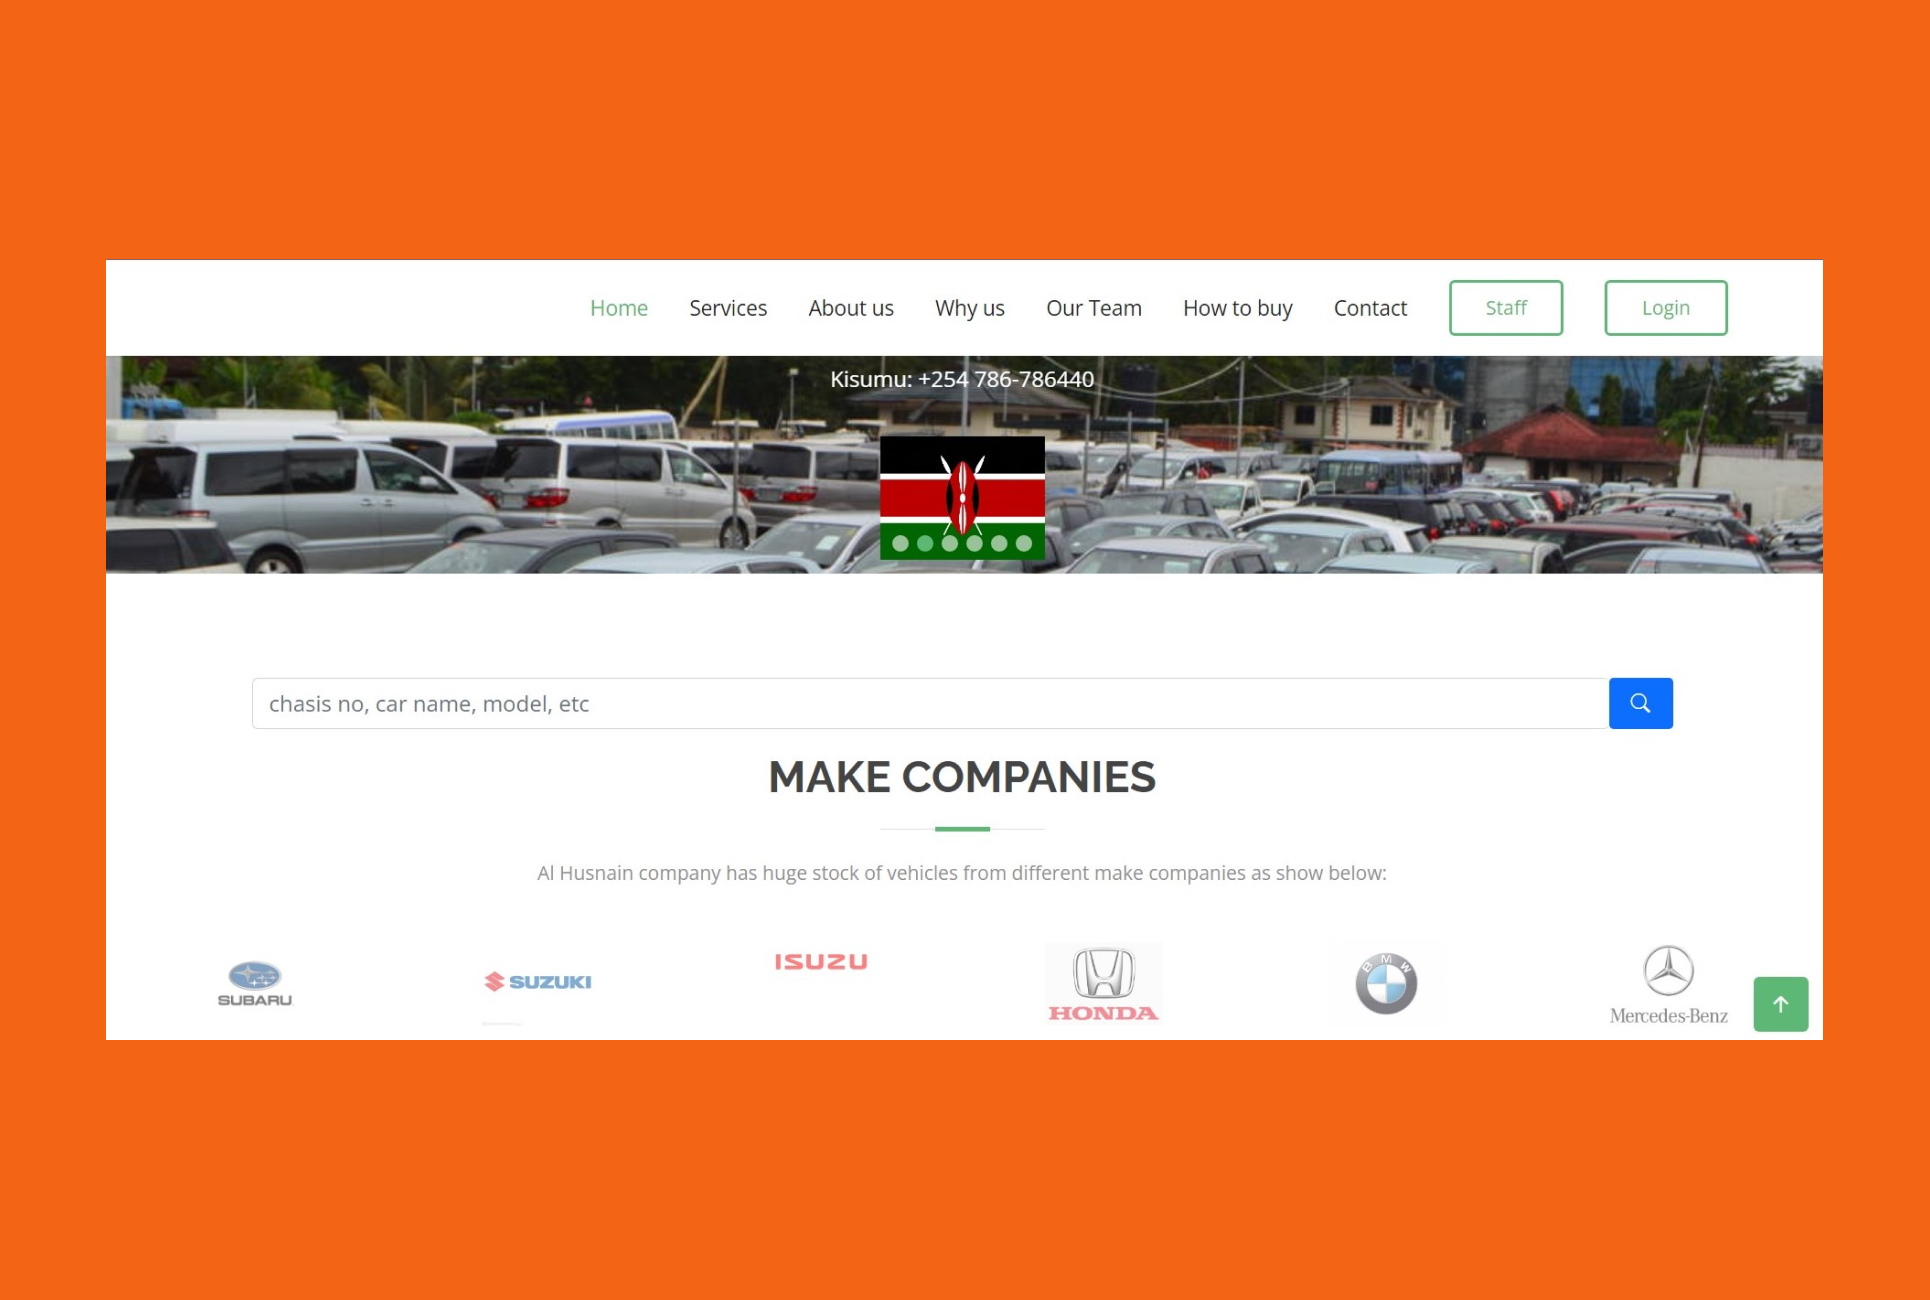 Home Services About us Why us Our Team How to buy Contact Staff Login
Kisumu: +254 786-786440
chasis no, car name, model, etc
MAKE COMPANIES
Al Husnain company has huge stock of vehicles from different make companies as show below:
SUBARU
SUZUKI
ISUZU
HONDA
BMW
Mercedes-Benz